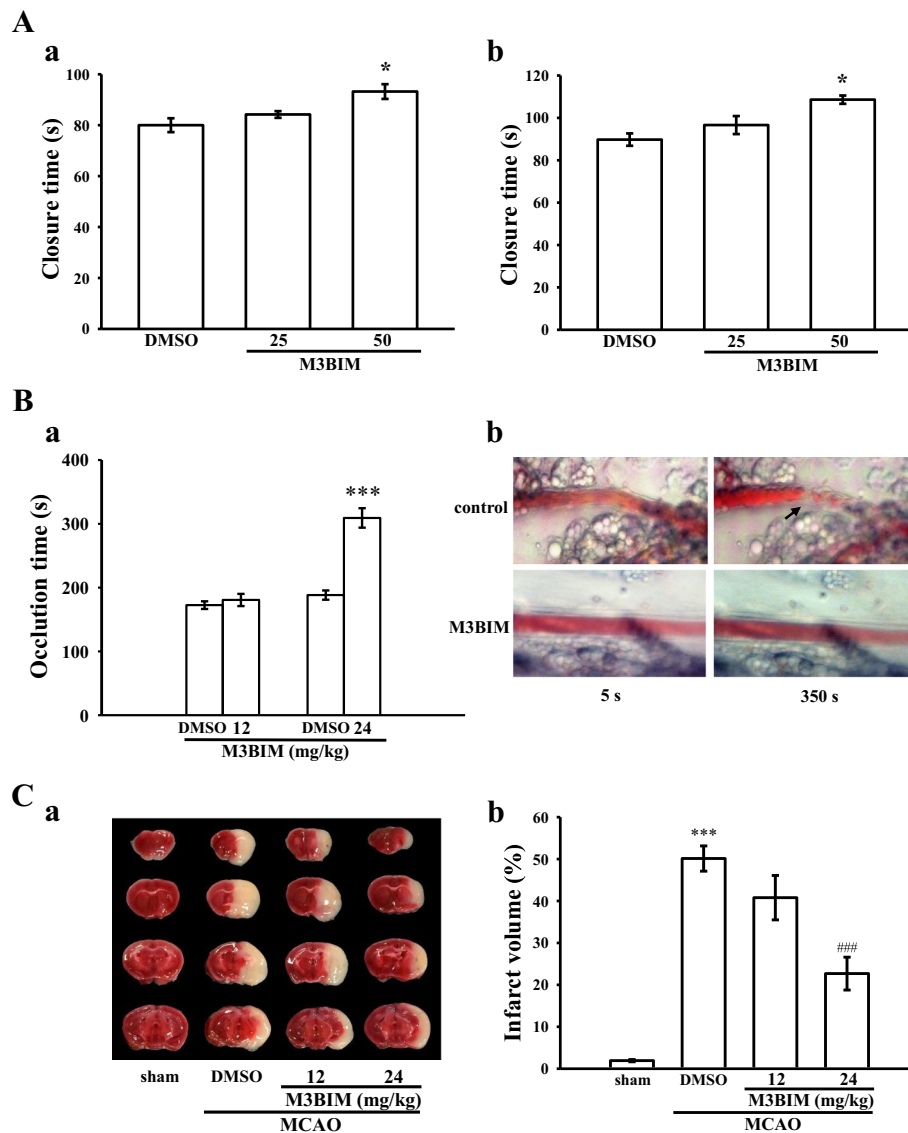 A
a
Closure time (s)
100
80
60
40
20
0
*
DMSO
25
50
M3BIM
b
Closure time (s)
120
100
80
60
40
20
0
*
DMSO
25
50
M3BIM
B
a
Occlution time (s)
400
300
200
100
0
***
DMSO 12
DMSO 24
M3BIM (mg/kg)
b
control
M3BIM
5 s
350 s
C
a
sham
DMSO
12
24
M3BIM (mg/kg)
MCAO
b
Infarct volume (%)
60
50
40
30
20
10
0
***
###
sham
DMSO
12
24
M3BIM (mg/kg)
MCAO